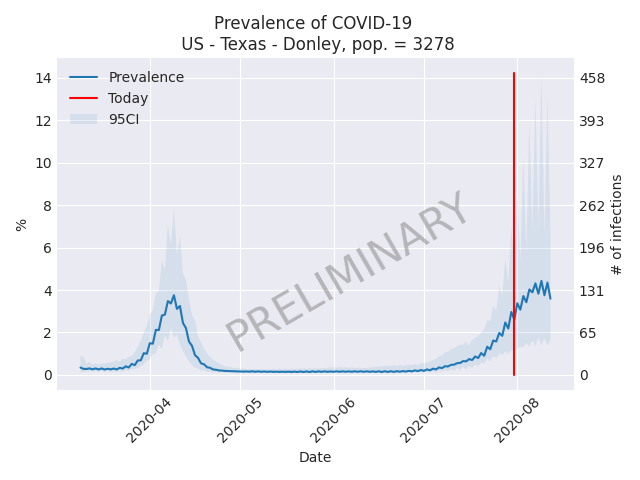 Prevalence of COVID-19
US - Texas - Donley, pop. = 3278
Prevalence
Today
95CI
14
12
10
8
6
4
2
0
%
458
393
327
262
196
131
65
0
# of infections
PRELIMINARY
2020-04
2020-05
2020-06
2020-07
2020-08
Date